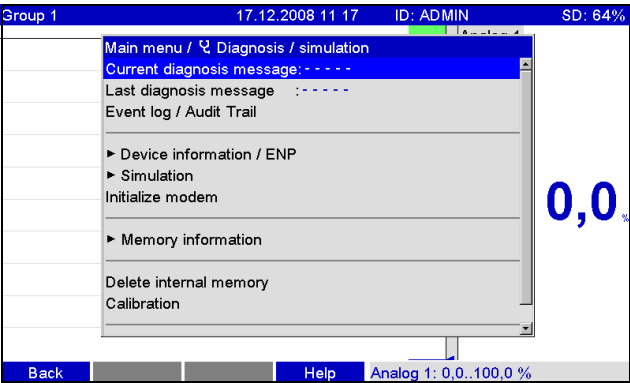 Group 1 17.12.2008 11 17 ID: ADMIN SD: 64%
Main menu / Diagnosis / simulation
Current diagnosis message:- - - - -
Last diagnosis message :- - - - -
Event log / Audit Trail
► Device information / ENP
► Simulation
Initialize modem
0,0 %
► Memory information
Delete internal memory
Calibration
Back Help Analog 1: 0,0..100,0 %